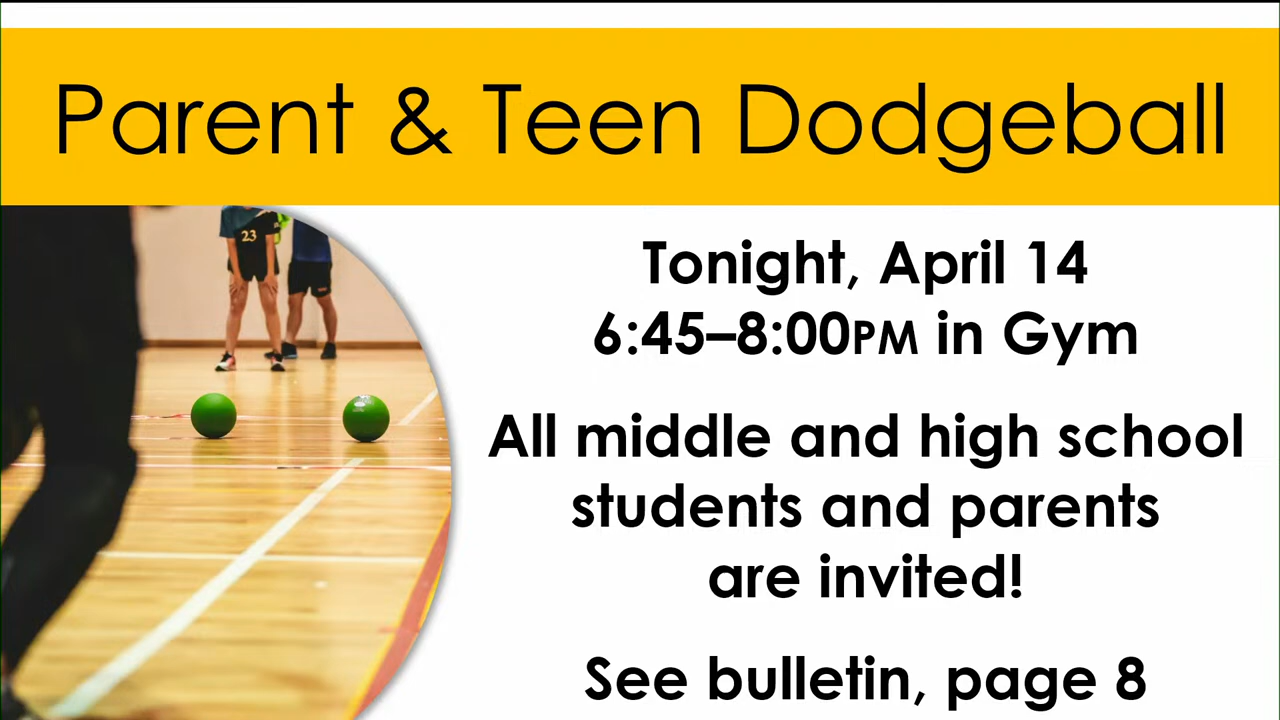 Parent & Teen Dodgeball
23
Tonight, April 14
6:45–8:00PM in Gym
All middle and high school
students and parents
are invited!
See bulletin, page 8